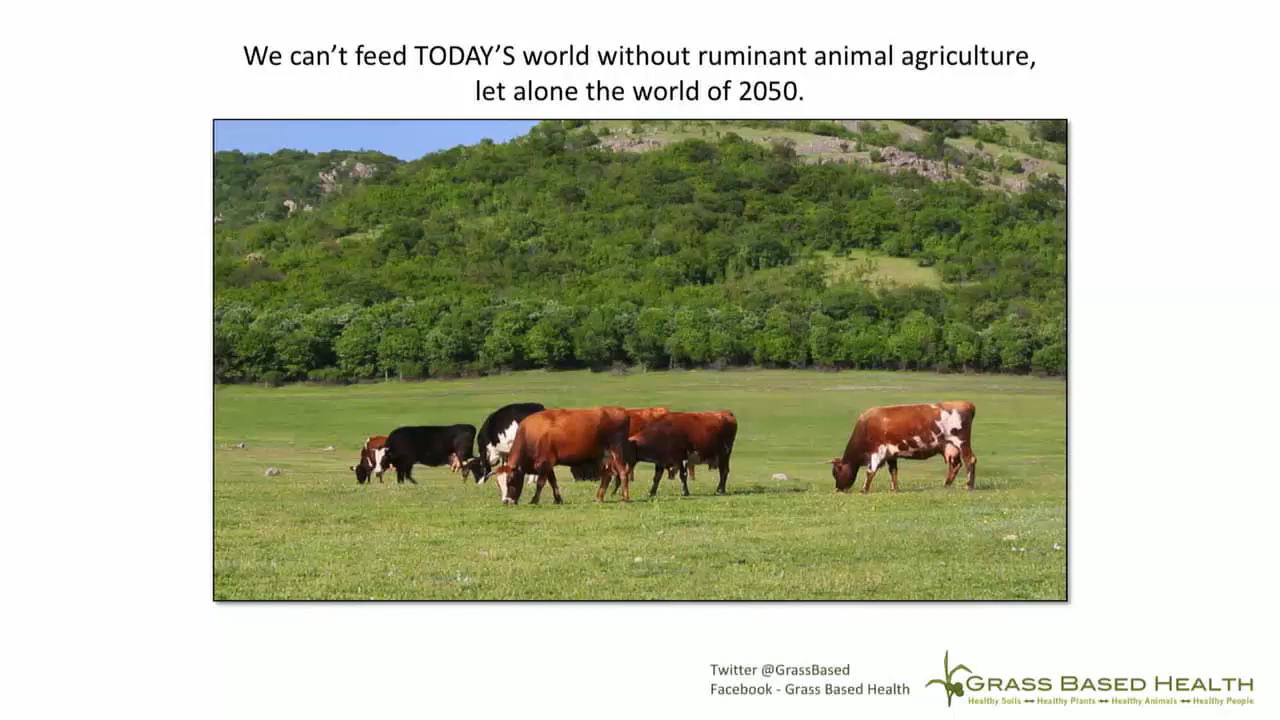 We can't feed TODAY'S world without ruminant animal agriculture,
let alone the world of 2050.
Twitter @GrassBased
Facebook - Grass Based Health
GRASS BASED HEALTH
Healthy Soils ↔ Healthy Plants ↔ Healthy Animals ↔ Healthy People